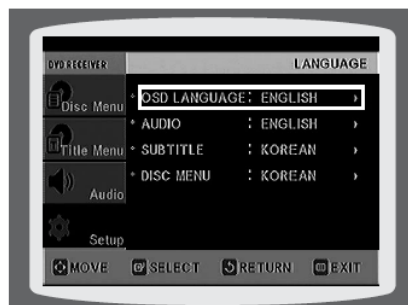 DVD RECEIVER LANGUAGE
Disc Menu
OSD LANGUAGE : ENGLISH
AUDIO : ENGLISH
Title Menu
SUBTITLE : KOREAN
DISC MENU : KOREAN
Audio
Setup
MOVE SELECT RETURN EXIT